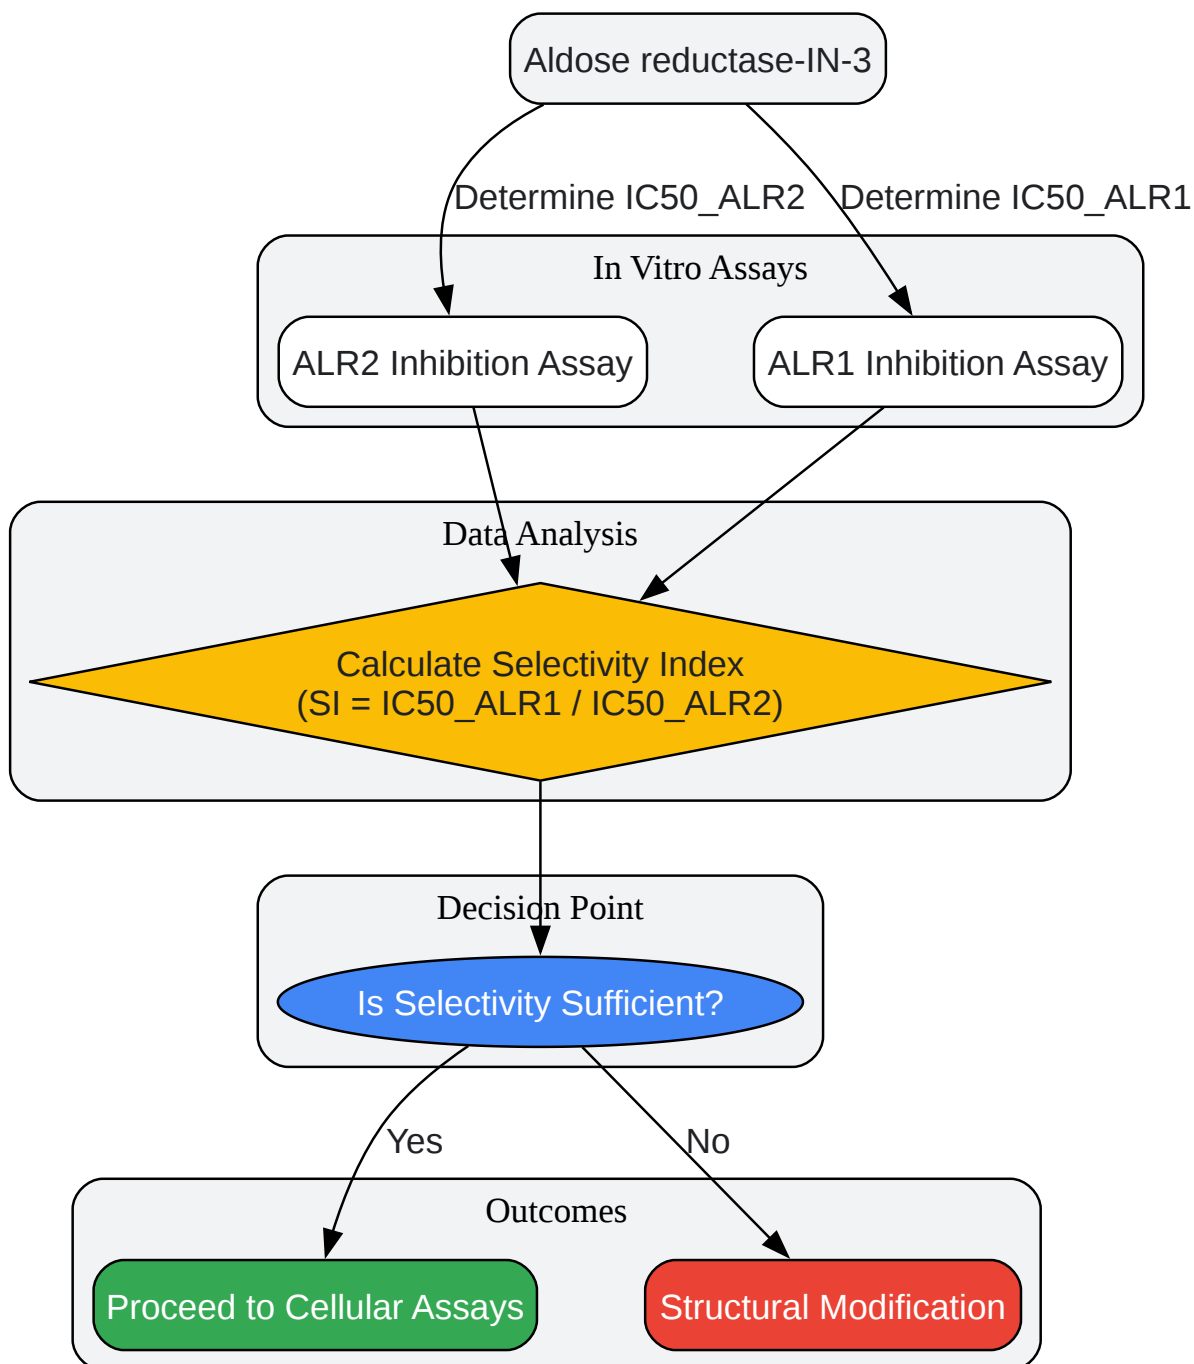 Aldose reductase-IN-3
Determine IC50_ALR2
Determine IC50_ALR1
In Vitro Assays
ALR2 Inhibition Assay
ALR1 Inhibition Assay
Data Analysis
Calculate Selectivity Index
(SI = IC50_ALR1 / IC50_ALR2)
Decision Point
Is Selectivity Sufficient?
Yes
No
Outcomes
Proceed to Cellular Assays
Structural Modification